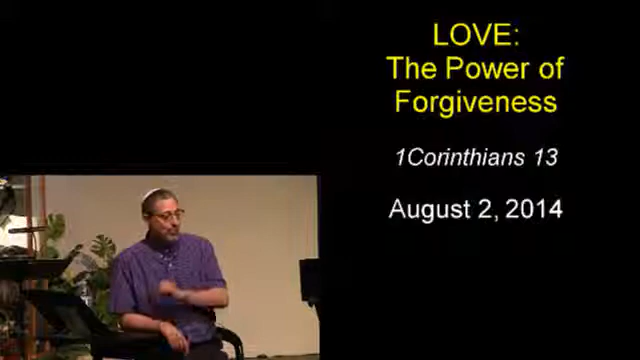 LOVE:
The Power of
Forgiveness
1Corinthians 13
August 2, 2014